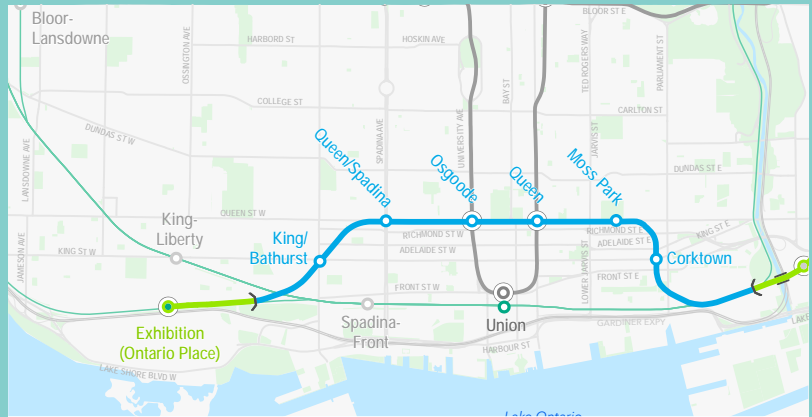 Bloor-
Lansdowne
BLOOR ST E
HARBORD ST
HOSKIN AVE
OSSINGTON AVE
TED ROGERS WAY
PARLIAMENT ST
BAY ST
UNIVERSITY AVE
SPADINA AVE
COLLEGE ST
CARLTON ST
DUNDAS ST W
LANSDOWNE AVE
JARVIS ST
DUNDAS ST E
Queen/Spadina
Osgoode
Queen
Moss Park
QUEEN ST W
King-
Liberty
King/
Bathurst
RICHMOND ST W
RICHMOND ST E
ADELAIDE ST W
ADELAIDE ST E
KING ST E
KING ST W
JAMESON AVE
Corktown
FRONT ST W
FRONT ST E
LOWER JARVIS ST
Exhibition
(Ontario Place)
Spadina-
Front
Union
GARDINER EXPY
LAKE
HARBOUR ST
LAKE SHORE BLVD W
Lake Ontario